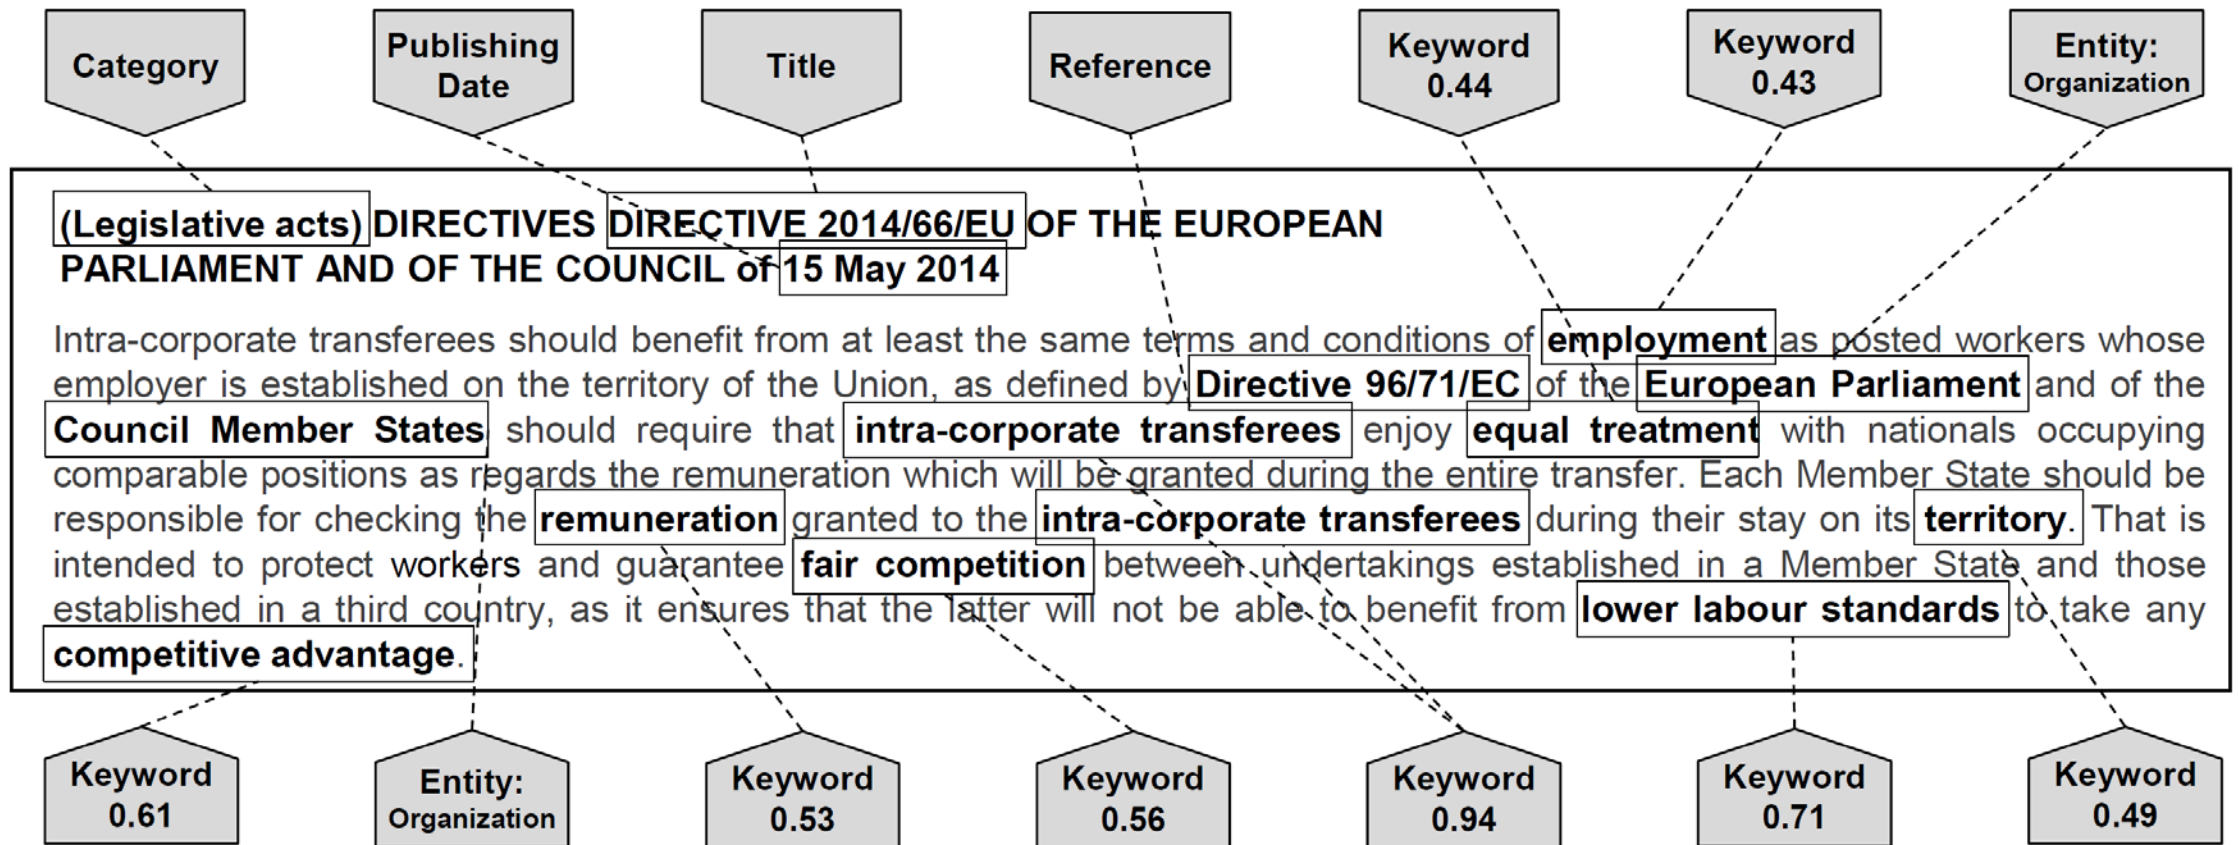 Category
Publishing
Date
Title
Reference
Keyword
0.44
Keyword
0.43
Entity:
Organization
(Legislative acts) DIRECTIVES DIRECTIVE 2014/66/EU OF THE EUROPEAN
PARLIAMENT AND OF THE COUNCIL of 15 May 2014
Intra-corporate transferees should benefit from at least the same terms and conditions of employment as posted workers whose
employer is established on the territory of the Union, as defined by Directive 96/71/EC of the European Parliament and of the
Council Member States should require that intra-corporate transferees enjoy equal treatment with nationals occupying
comparable positions as regards the remuneration which will be granted during the entire transfer. Each Member State should be
responsible for checking the remuneration granted to the intra-corporate transferees during their stay on its territory. That is
intended to protect workers and guarantee fair competition between undertakings established in a Member State and those
established in a third country, as it ensures that the latter will not be able to benefit from lower labour standards to take any
competitive advantage.
Keyword
0.61
Entity:
Organization
Keyword
0.53
Keyword
0.56
Keyword
0.94
Keyword
0.71
Keyword
0.49